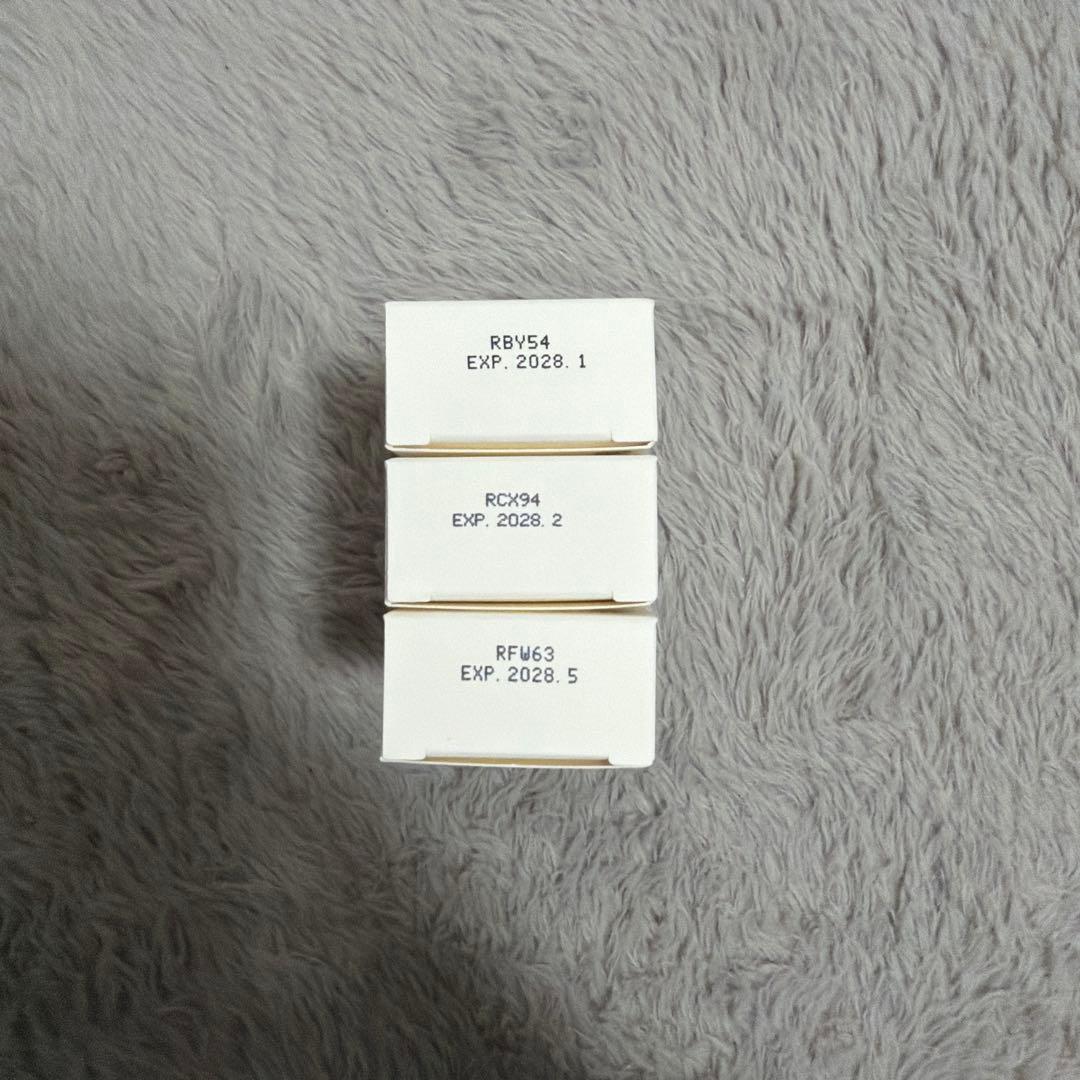 RBY54
EXP. 2028. 1
RCX94
EXP. 2028. 2
RFW63
EXP. 2028. 5